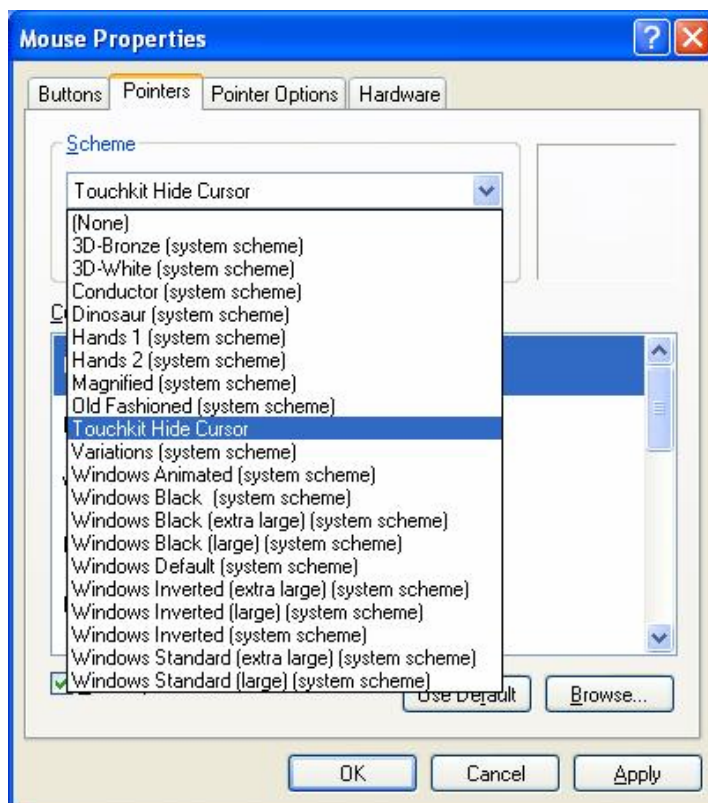 Mouse Properties
Buttons Pointers Pointer Options Hardware
Scheme
Touchkit Hide Cursor
(None)
3D-Bronze (system scheme)
3D-White (system scheme)
Conductor (system scheme)
Dinosaur (system scheme)
Hands 1 (system scheme)
Hands 2 (system scheme)
Magnified (system scheme)
Old Fashioned (system scheme)
Touchkit Hide Cursor
Variations (system scheme)
Windows Animated (system scheme)
Windows Black  (system scheme)
Windows Black (extra large) (system scheme)
Windows Black (large) (system scheme)
Windows Default (system scheme)
Windows Inverted (extra large) (system scheme)
Windows Inverted (large) (system scheme)
Windows Inverted (system scheme)
Windows Standard (extra large) (system scheme)
Windows Standard (large) (system scheme)
Use Default Browse...
OK Cancel Apply